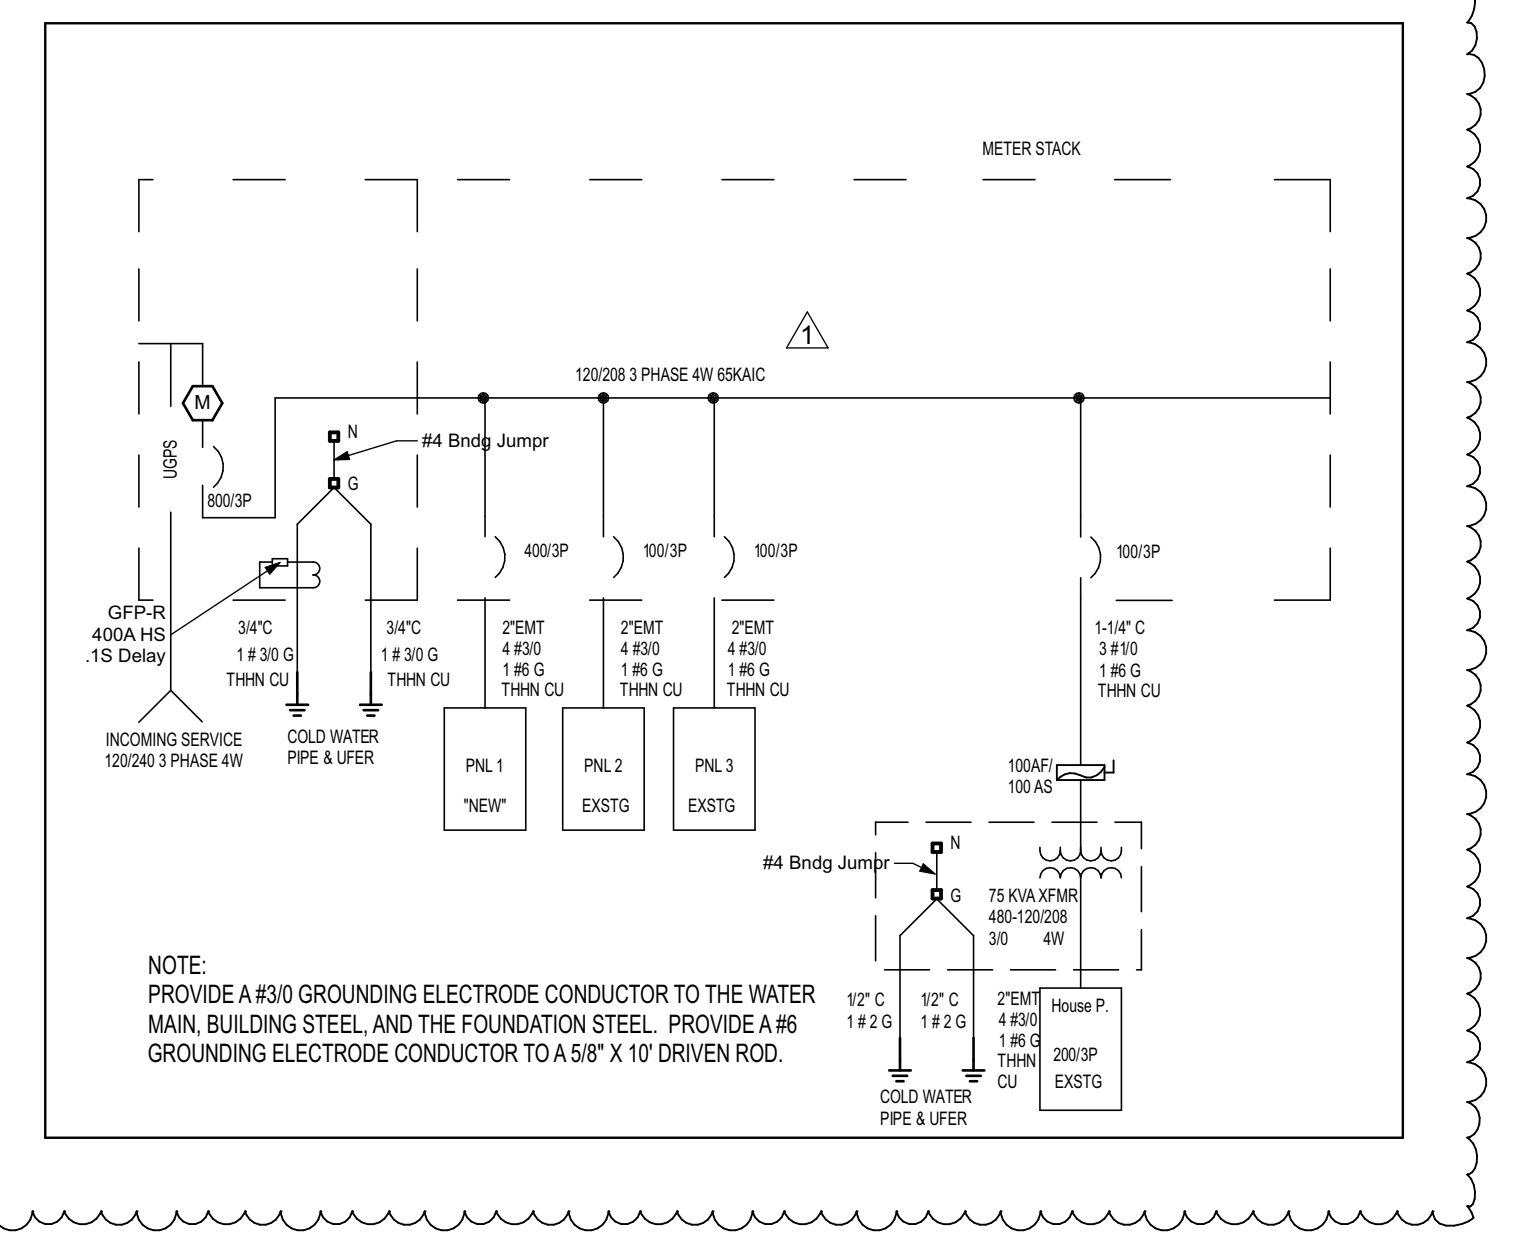 METER STACK
1
120/208 3 PHASE 4W 65KAIC
M
N
#4 Bndg Jumpr
UGPS
G
800/3P
400/3P
100/3P
100/3P
100/3P
GFP-R
400A HS
.1S Delay
3/4"C
1 # 3/0 G
THHN CU
3/4"C
1 # 3/0 G
THHN CU
2"EMT
4 #3/0
1 #6 G
THHN CU
2"EMT
4 #3/0
1 #6 G
THHN CU
2"EMT
4 #3/0
1 #6 G
THHN CU
1-1/4" C
3 #1/0
1 #6 G
THHN CU
INCOMING SERVICE
120/240 3 PHASE 4W
COLD WATER
PIPE & UFER
PNL 1
"NEW"
PNL 2
EXSTG
PNL 3
EXSTG
100AF/
100 AS
N
#4 Bndg Jumpr
G
75 KVA XFMR
480-120/208
3/0 4W
NOTE:
PROVIDE A #3/0 GROUNDING ELECTRODE CONDUCTOR TO THE WATER
MAIN, BUILDING STEEL, AND THE FOUNDATION STEEL. PROVIDE A #6
GROUNDING ELECTRODE CONDUCTOR TO A 5/8" X 10' DRIVEN ROD.
1/2" C
1 # 2 G
1/2" C
1 # 2 G
2"EMT
4 #3/0
1 #6 G
THHN
CU
House P.
200/3P
EXSTG
COLD WATER
PIPE & UFER